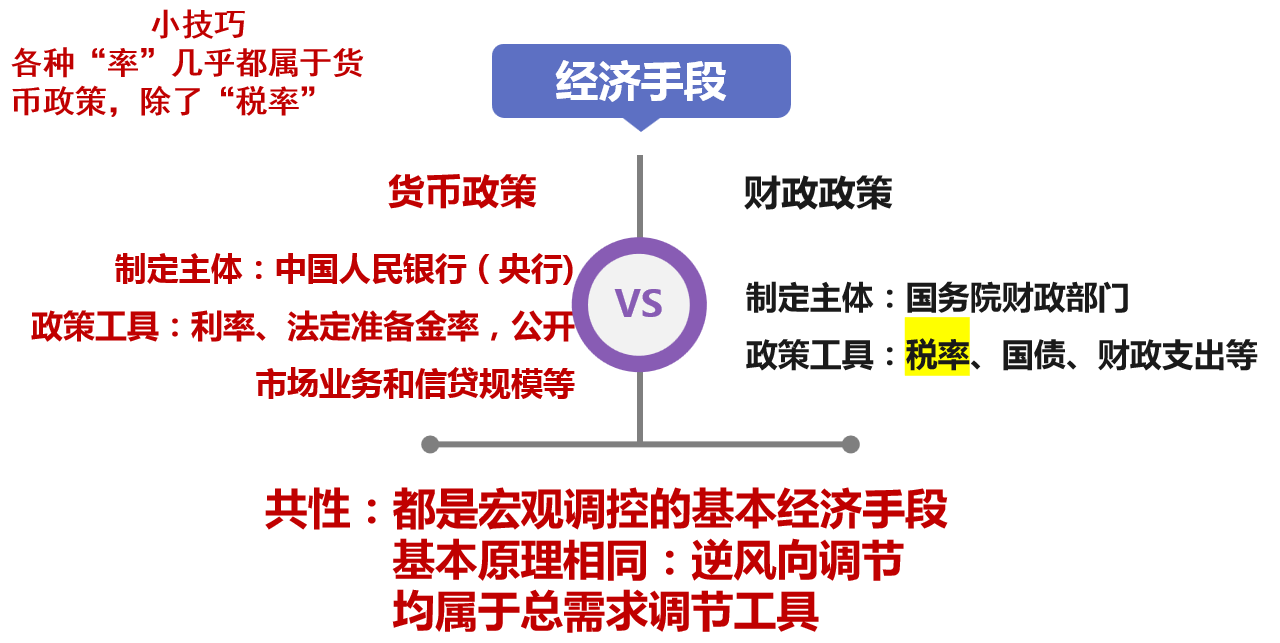 小技巧
各种“率”几乎都属于货
币政策，除了“税率”
经济手段
货币政策
制定主体：中国人民银行（央行)
政策工具：利率、法定准备金率，公开
市场业务和信贷规模等
VS
财政政策
制定主体：国务院财政部门
政策工具：税率、国债、财政支出等
共性：都是宏观调控的基本经济手段
基本原理相同：逆风向调节
均属于总需求调节工具